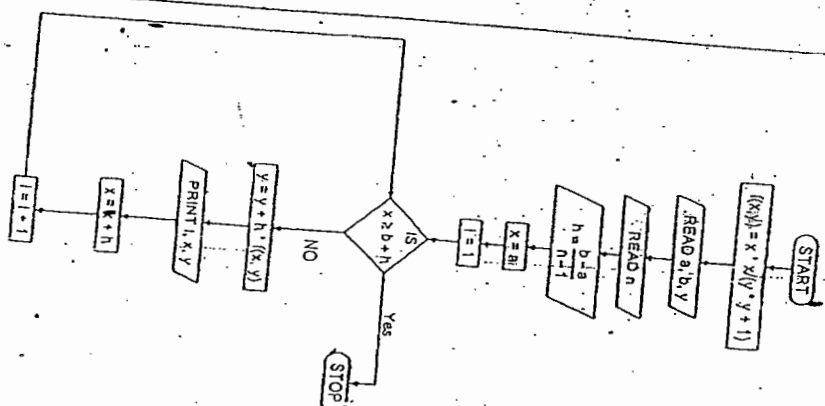 START
f(x,y) = x * x/(y * y + 1)
READ a, b, y
READ n
h = b - a
n - 1
x = a
I = 1
IS
x ≥ b + h
Yes
STOP
NO
y = y + h * f(x, y)
PRINT I, x, y
x = x + h
I = I + 1